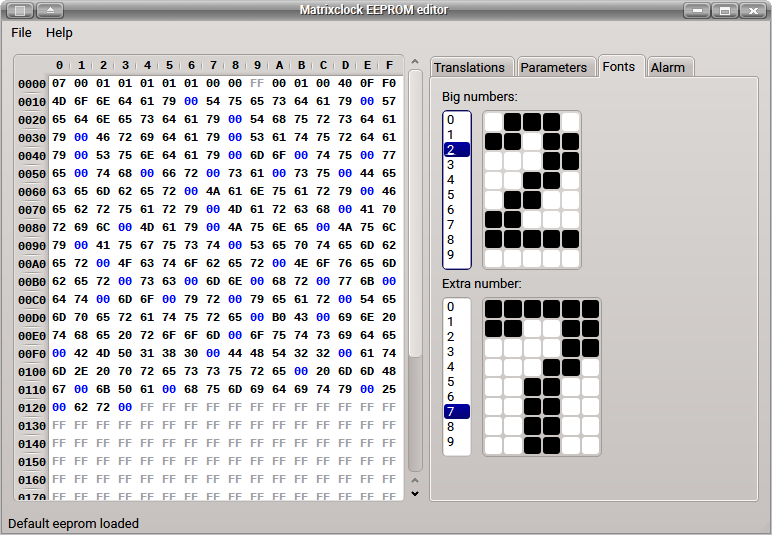 Matrixclock EEPROM editor
File Help
0 1 2 3 4 5 6 7 8 9 A B C D E F
0000 07 00 01 01 01 01 01 00 00 FF 00 01 00 40 0F F0
0010 4D 6F 6E 64 61 79 00 54 75 65 73 64 61 79 00 57
0020 65 64 6E 65 73 64 61 79 00 54 68 75 72 73 64 61
0030 79 00 46 72 69 64 61 79 00 53 61 74 75 72 64 61
0040 79 00 53 75 6E 64 61 79 00 6D 6F 00 74 75 00 77
0050 65 00 74 68 00 66 72 00 73 61 00 73 75 00 44 65
0060 63 65 6D 62 65 72 00 4A 61 6E 75 61 72 79 00 46
0070 65 62 72 75 61 72 79 00 4D 61 72 63 68 00 41 70
0080 72 69 6C 00 4D 61 79 00 4A 75 6E 65 00 4A 75 6C
0090 79 00 41 75 67 75 73 74 00 53 65 70 74 65 6D 62
00A0 65 72 00 4F 63 74 6F 62 65 72 00 4E 6F 76 65 6D
00B0 62 65 72 00 73 63 00 6D 6E 00 68 72 00 77 6B 00
00C0 64 74 00 6D 6F 00 79 72 00 79 65 61 72 00 54 65
00D0 6D 70 65 72 61 74 75 72 65 00 B0 43 00 69 6E 20
00E0 74 68 65 20 72 6F 6F 6D 00 6F 75 74 73 69 64 65
00F0 00 42 4D 50 31 38 30 00 44 48 54 32 32 00 61 74
0100 6D 2E 20 70 72 65 73 73 75 72 65 00 20 6D 6D 48
0110 67 00 6B 50 61 00 68 75 6D 69 64 69 74 79 00 25
0120 00 62 72 00 FF FF FF FF FF FF FF FF FF FF FF FF
0130 FF FF FF FF FF FF FF FF FF FF FF FF FF FF FF FF
0140 FF FF FF FF FF FF FF FF FF FF FF FF FF FF FF FF
0150 FF FF FF FF FF FF FF FF FF FF FF FF FF FF FF FF
0160 FF FF FF FF FF FF FF FF FF FF FF FF FF FF FF FF
0170 FF FF FF FF FF FF FF FF FF FF FF FF FF FF FF FF
Translations Parameters Fonts Alarm
Big numbers:
0
1
2
3
4
5
6
7
8
9
Extra number:
0
1
2
3
4
5
6
7
8
9
Default eeprom loaded